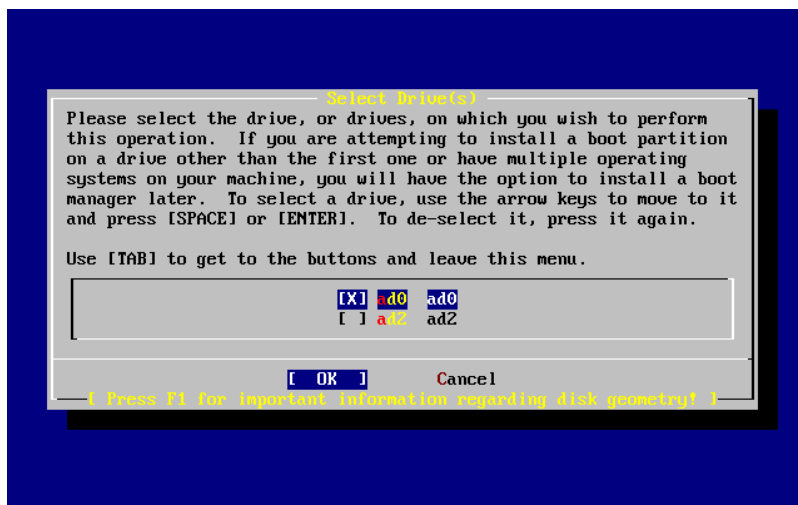 Select Drive(s)
Please select the drive, or drives, on which you wish to perform
this operation.  If you are attempting to install a boot partition
on a drive other than the first one or have multiple operating
systems on your machine, you will have the option to install a boot
manager later.  To select a drive, use the arrow keys to move to it
and press [SPACE] or [ENTER].  To de-select it, press it again.
Use [TAB] to get to the buttons and leave this menu.
[X] ad0 ad0
[ ] ad2 ad2
[  OK  ] Cancel
[ Press F1 for important information regarding disk geometry! ]